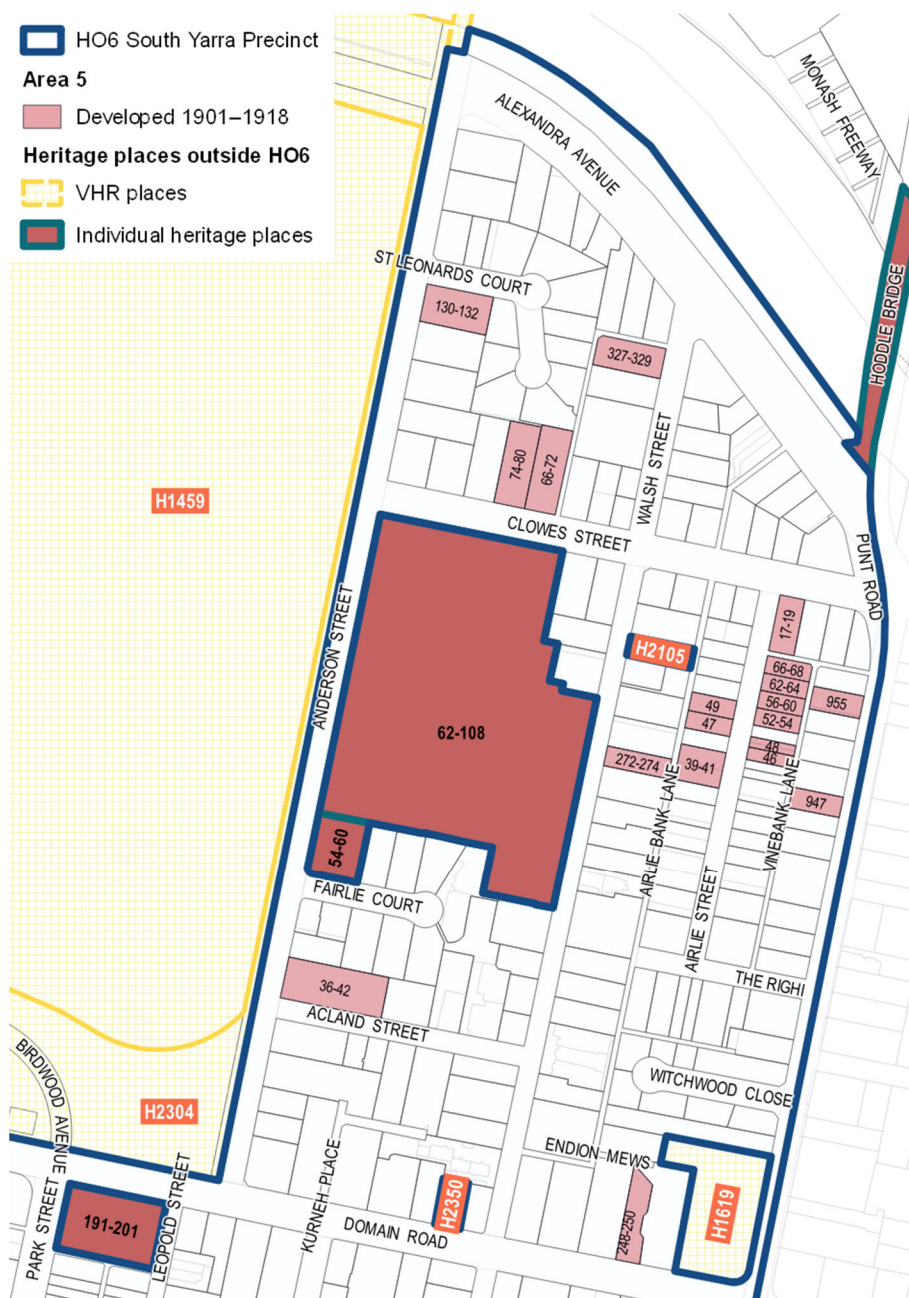 HO6 South Yarra Precinct
Area 5
Developed 1901–1918
Heritage places outside HO6
VHR places
Individual heritage places
MONASH FREEWAY
ALEXANDRA AVENUE
HODDLE BRIDGE
ST LEONARDS COURT
130-132
327-329
WALSH STREET
74-80
66-72
H1459
CLOWES STREET
PUNT ROAD
ANDERSON STREET
17-19
H2105
66-68
62-64
56-60
52-54
955
49
47
48
46
62-108
272-274
39-41
947
AIRLIE BANK LANE
VINEBANK LANE
54-60
FAIRLIE COURT
AIRLIE STREET
THE RIGHI
36-42
ACLAND STREET
BIRDWOOD AVENUE
WITCHWOOD CLOSE
H2304
ENDION MEWS
KURNEH PLACE
H2350
248-250
H1619
191-201
PARK STREET
LEOPOLD STREET
DOMAIN ROAD